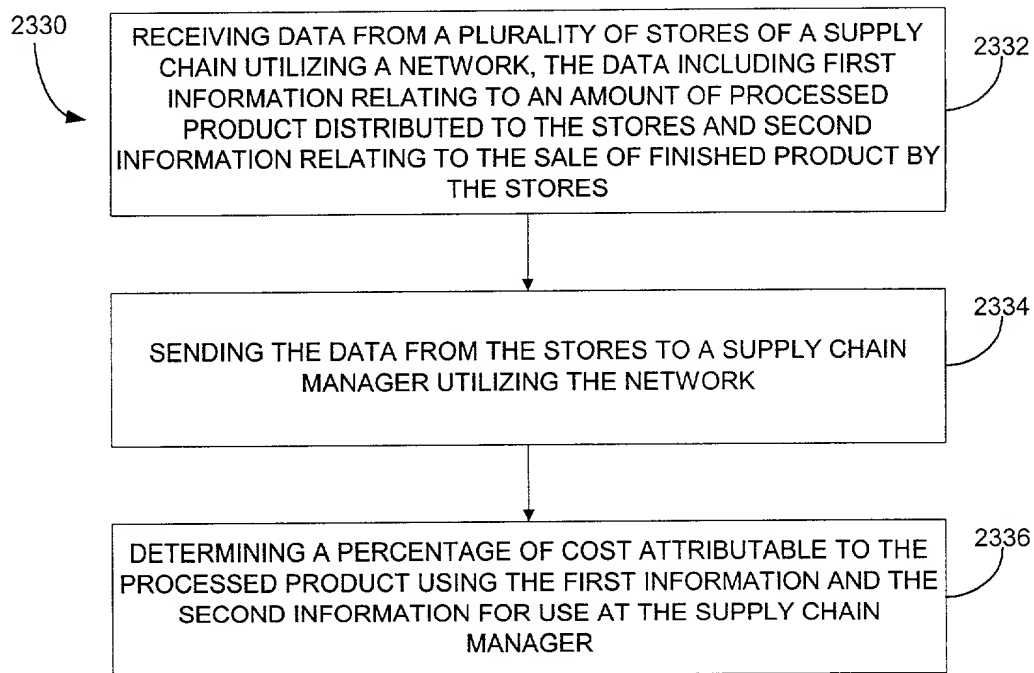 2330
RECEIVING DATA FROM A PLURALITY OF STORES OF A SUPPLY
CHAIN UTILIZING A NETWORK, THE DATA INCLUDING FIRST
INFORMATION RELATING TO AN AMOUNT OF PROCESSED
PRODUCT DISTRIBUTED TO THE STORES AND SECOND
INFORMATION RELATING TO THE SALE OF FINISHED PRODUCT BY
THE STORES
2332
SENDING THE DATA FROM THE STORES TO A SUPPLY CHAIN
MANAGER UTILIZING THE NETWORK
2334
DETERMINING A PERCENTAGE OF COST ATTRIBUTABLE TO THE
PROCESSED PRODUCT USING THE FIRST INFORMATION AND THE
SECOND INFORMATION FOR USE AT THE SUPPLY CHAIN
MANAGER
2336